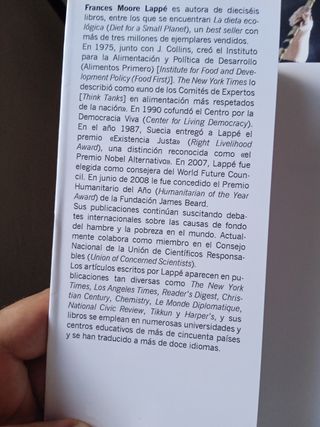 Frances Moore Lappé es autora de dieciséis
libros, entre los que se encuentran La dieta eco-
lógica (Diet for a Small Planet), un best seller con
más de tres millones de ejemplares vendidos.
En 1975, junto con J. Collins, creó el Instituto
para la Alimentación y Política de Desarrollo
(Alimentos Primero) [Institute for Food and Deve-
lopment Policy (Food First)]. The New York Times lo
describió como «uno de los Comités de Expertos
[Think Tanks] en alimentación más respetados
de la nación». En 1990 cofundó el Centro por la
Democracia Viva (Center for Living Democracy).
En el año 1987, Suecia entregó a Lappé el
premio «Existencia Justa» (Right Livelihood
Award), una distinción reconocida como «el
Premio Nobel Alternativo». En 2007, Lappé fue
elegida como consejera del World Future Coun-
cil. En junio de 2008 le fue concedido el Premio
Humanitario del Año (Humanitarian of the Year
Award) de la Fundación James Beard.
Sus publicaciones continúan suscitando deba-
tes internacionales sobre las causas de fondo
del hambre y la pobreza en el mundo. Actual-
mente colabora como miembro en el Consejo
Nacional de la Unión de Científicos Responsa-
bles (Union of Concerned Scientists).
Los artículos escritos por Lappé aparecen en pu-
blicaciones tan diversas como The New York
Times, Los Angeles Times, Reader's Digest, Chris-
tian Century, Chemistry, Le Monde Diplomatique,
National Civic Review, Tikkun y Harper's, y sus
libros se emplean en numerosas universidades y
centros educativos de más de cincuenta países
y se han traducido a más de doce idiomas.